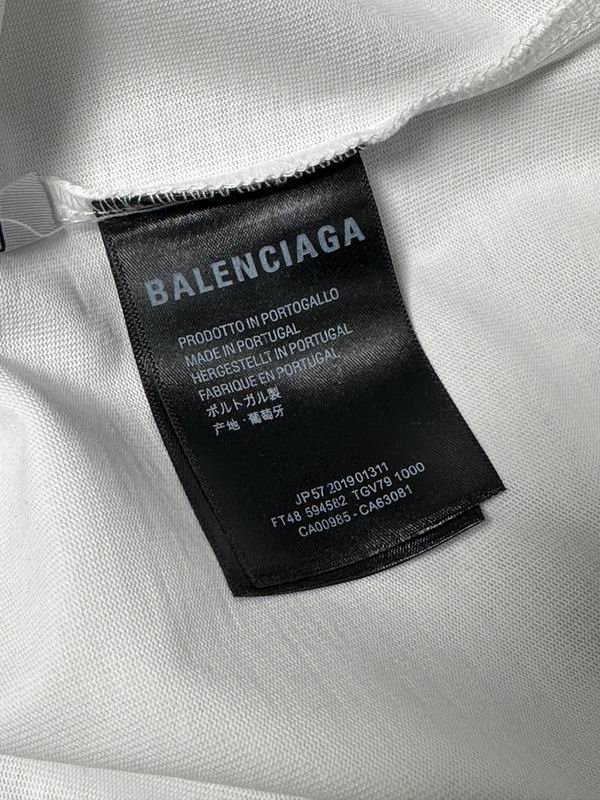 BALENCIAGA
PRODOTTO IN PORTOGALLO
MADE IN PORTUGAL
HERGESTELLT IN PORTUGAL
FABRIQUE EN PORTUGAL
ポルトガル製
产地·葡萄牙
JP57 201901311
FT48 594582 TGV79 1000
CA00985 - CA63081